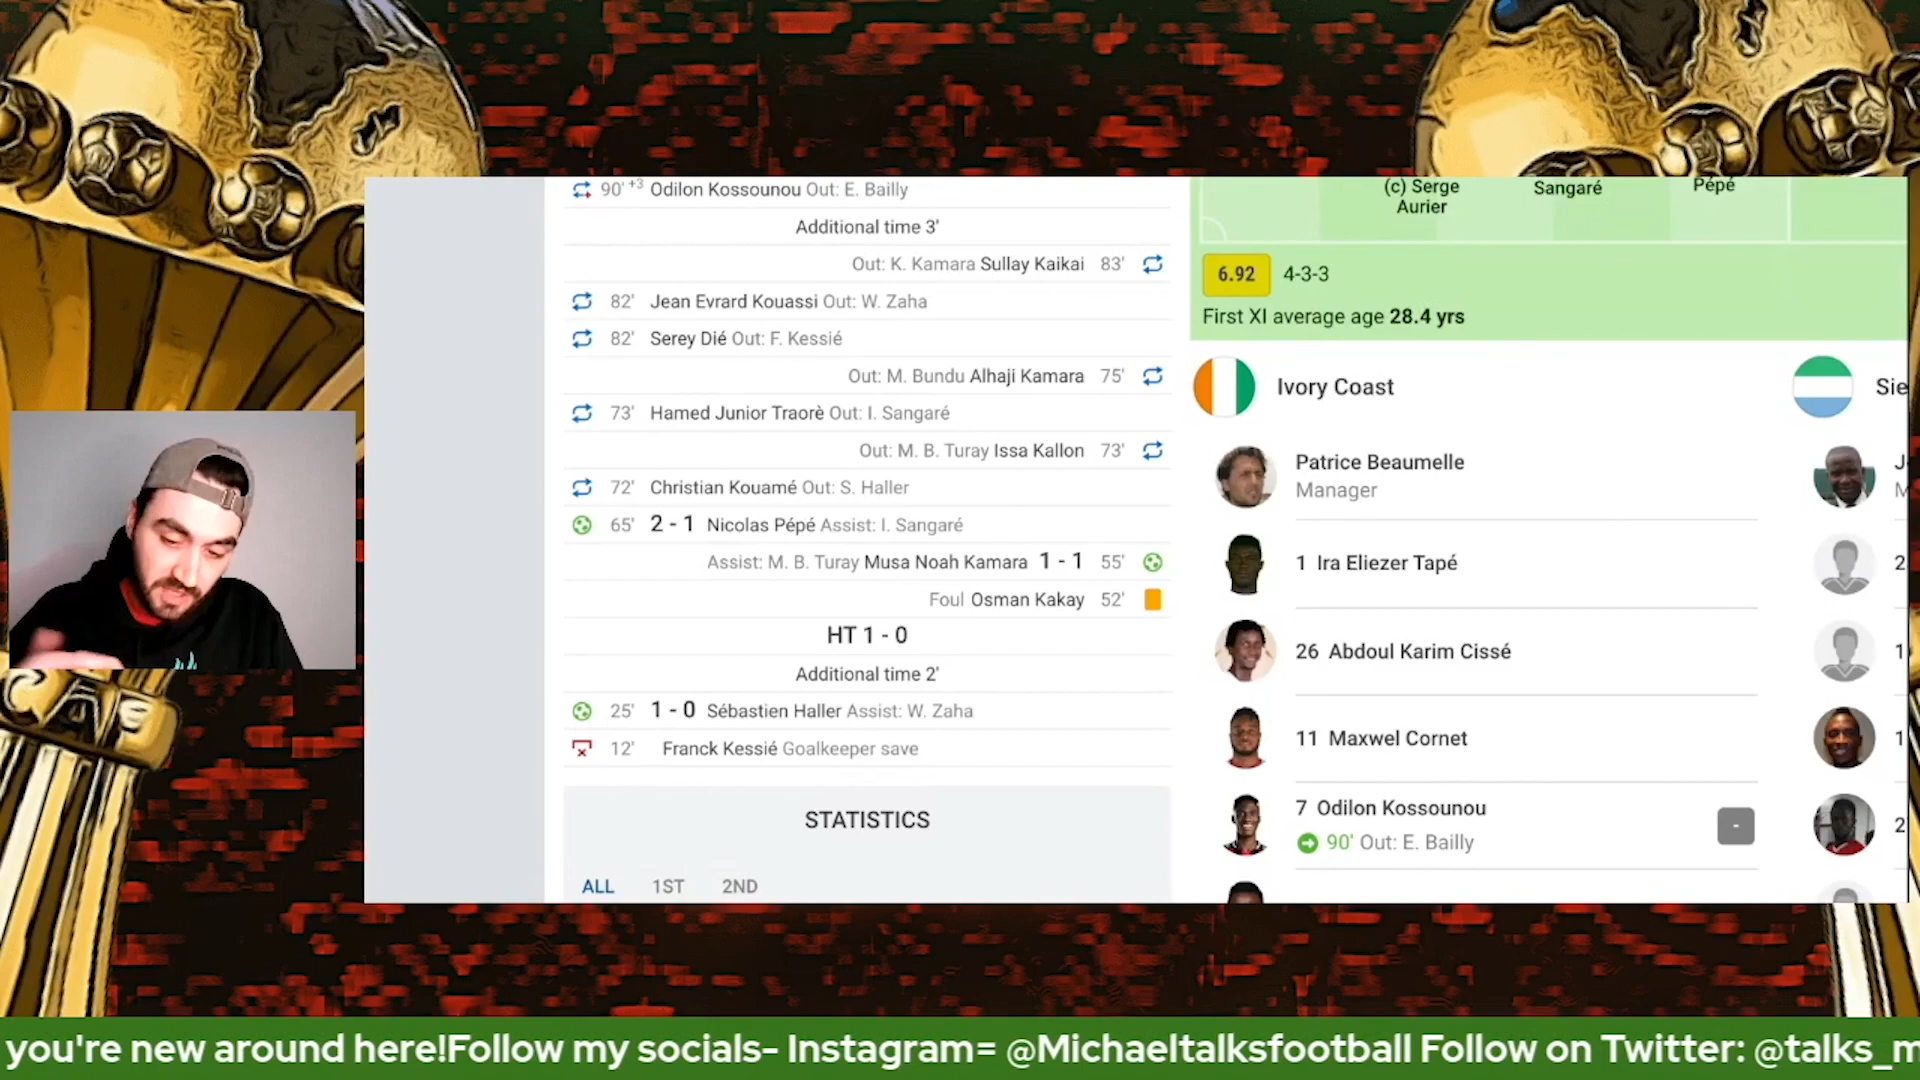 90' +3 Odilon Kossounou Out: E. Bailly
Additional time 3'
Out: K. Kamara Sullay Kaikai 83'
82' Jean Evrard Kouassi Out: W. Zaha
82' Serey Dié Out: F. Kessié
Out: M. Bundu Alhaji Kamara 75'
73' Hamed Junior Traorè Out: I. Sangaré
Out: M. B. Turay Issa Kallon 73'
72' Christian Kouamé Out: S. Haller
65' 2 - 1 Nicolas Pépé Assist: I. Sangaré
Assist: M. B. Turay Musa Noah Kamara 1 - 1 55'
Foul Osman Kakay 52'
HT 1 - 0
Additional time 2'
25' 1 - 0 Sébastien Haller Assist: W. Zaha
12' Franck Kessié Goalkeeper save
STATISTICS
ALL 1ST 2ND
(c) Serge
Aurier
Sangaré
Pépé
6.92 4-3-3
First XI average age 28.4 yrs
Ivory Coast
Sie
Patrice Beaumelle
Manager
J
M
1 Ira Eliezer Tapé
2
26 Abdoul Karim Cissé
1
11 Maxwel Cornet
1
7 Odilon Kossounou
90' Out: E. Bailly
-
2
CAF
you're new around here!Follow my socials- Instagram= @Michaeltalksfootball Follow on Twitter: @talks_m